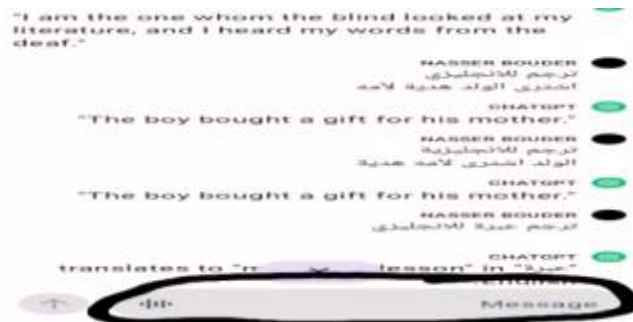 "I am the one whom the blind looked at my
literature, and I heard my words from the
deaf."
NASSER BOUDER
ترجم للانجليزي
اشترى الولد هدية لامه
CHATGPT
"The boy bought a gift for his mother."
NASSER BOUDER
ترجم للانجليزية
الولد اشترى لامه هدية
CHATGPT
"The boy bought a gift for his mother."
NASSER BOUDER
ترجم عبرة للانجليزي
CHATGPT
translates to "m lesson" in "عبرة"
Message